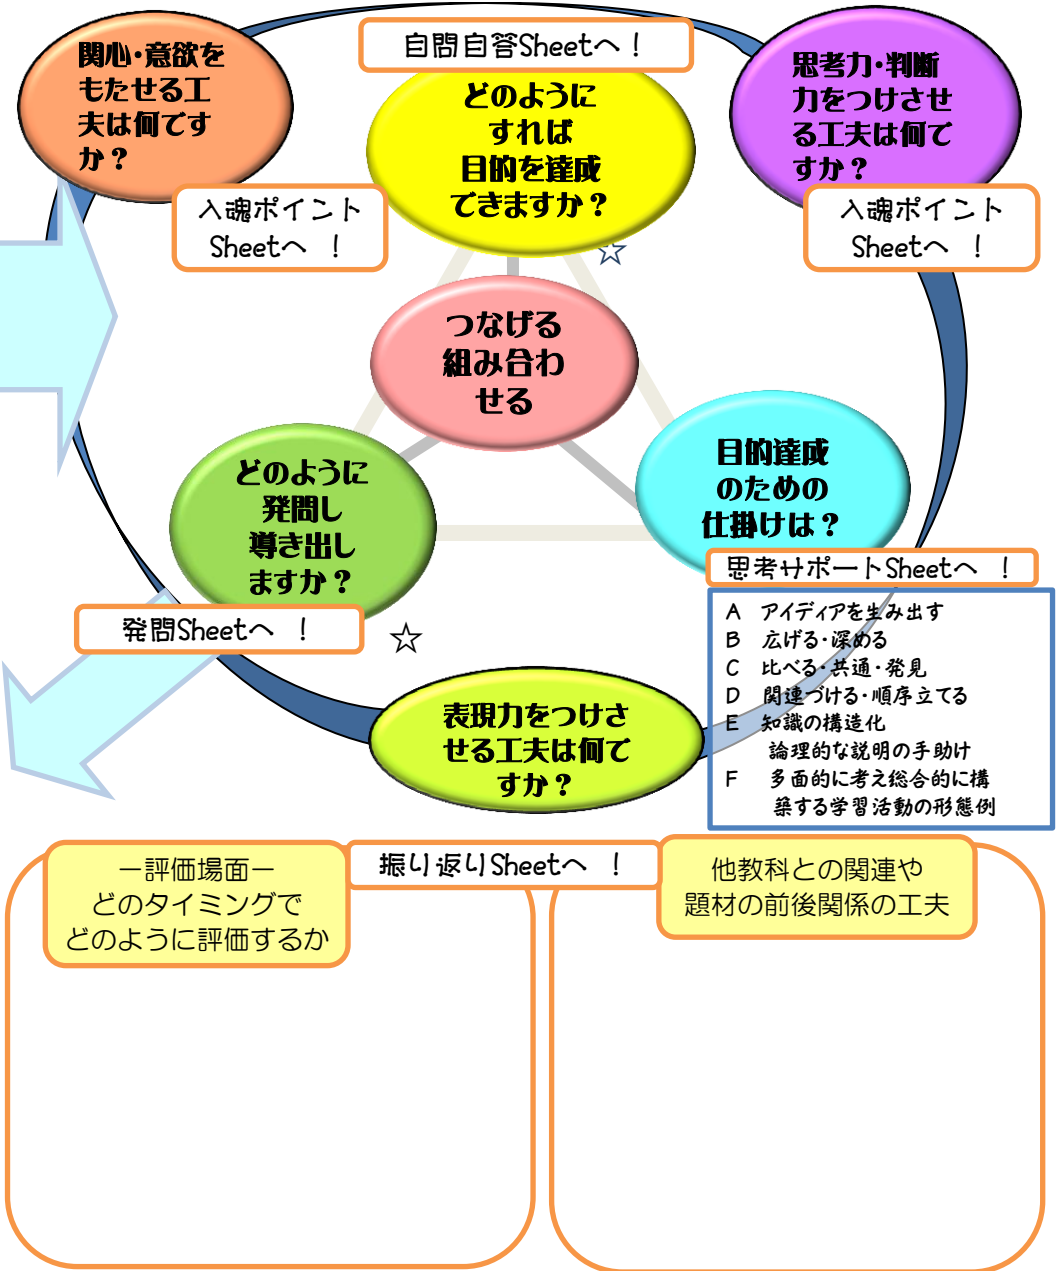 自問自答Sheetへ！
関心・意欲を
もたせる工
夫は何です
か？
どのように
すれば
目的を達成
できますか？
思考力・判断
力をつけさせ
る工夫は何で
すか？
入魂ポイント
Sheetへ　！
入魂ポイント
Sheetへ　！
☆
つなげる
組み合わ
せる
どのように
発問し
導き出し
ますか？
目的達成
のための
仕掛けは？
思考サポートSheetへ　！
発問Sheetへ　！
☆
A　アイディアを生み出す
B　広げる・深める
C　比べる・共通・発見
D　関連づける・順序立てる
E　知識の構造化
論理的な説明の手助け
F　多面的に考え総合的に構
築する学習活動の形態例
表現力をつけさ
せる工夫は何で
すか？
－評価場面－
どのタイミングで
どのように評価するか
振り返りSheetへ　！
他教科との関連や
題材の前後関係の工夫